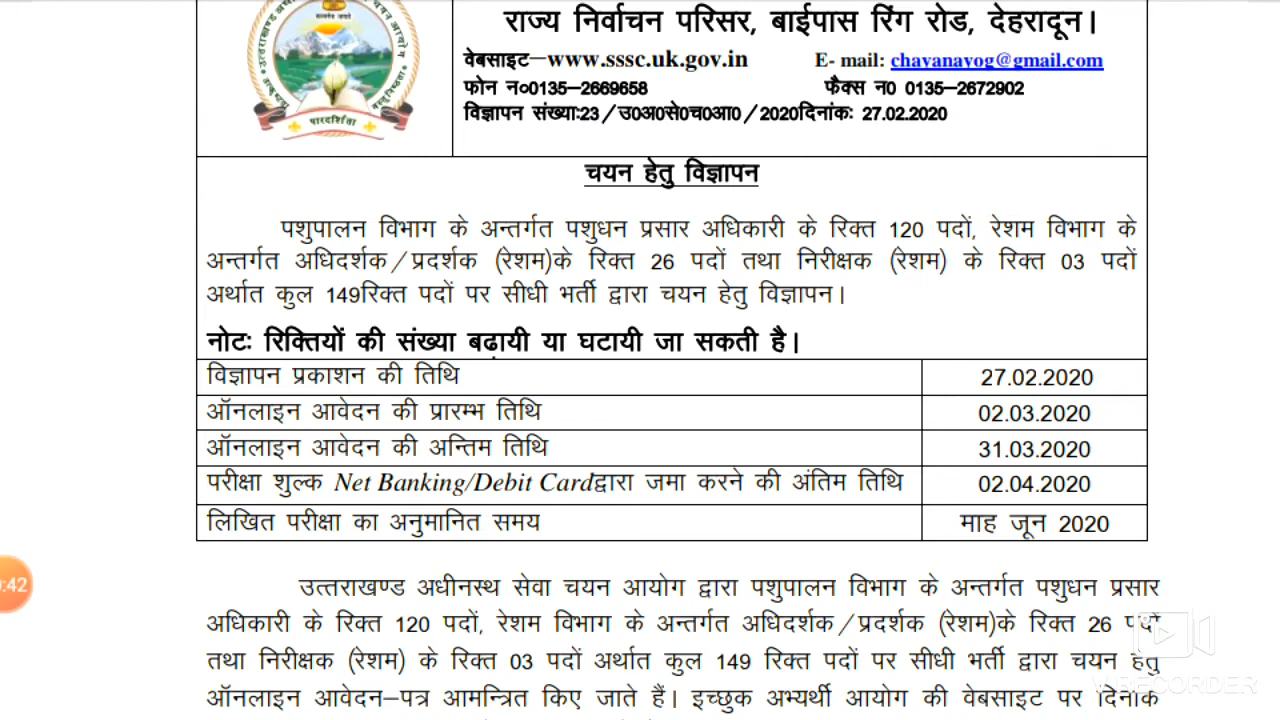 राज्य निर्वाचन परिसर, बाईपास रिंग रोड, देहरादून।
वेबसाइट–www.sssc.uk.gov.in E- mail: chavanavog@gmail.com
फोन न०0135–2669658 फैक्स न0 0135–2672902
विज्ञापन संख्याः23/उ0अ0से0च0आ0/2020दिनांकः 27.02.2020
पारदर्शिता
चयन हेतु विज्ञापन
पशुपालन विभाग के अन्तर्गत पशुधन प्रसार अधिकारी के रिक्त 120 पदों, रेशम विभाग के
अन्तर्गत अधिदर्शक/प्रदर्शक (रेशम)के रिक्त 26 पदों तथा निरीक्षक (रेशम) के रिक्त 03 पदों
अर्थात कुल 149रिक्त पदों पर सीधी भर्ती द्वारा चयन हेतु विज्ञापन।
नोटः रिक्तियों की संख्या बढायी या घटायी जा सकती है।
विज्ञापन प्रकाशन की तिथि 27.02.2020
ऑनलाइन आवेदन की प्रारम्भ तिथि 02.03.2020
ऑनलाइन आवेदन की अन्तिम तिथि 31.03.2020
परीक्षा शुल्क Net Banking/Debit Cardद्वारा जमा करने की अंतिम तिथि 02.04.2020
लिखित परीक्षा का अनुमानित समय माह जून 2020
:42
उत्तराखण्ड अधीनस्थ सेवा चयन आयोग द्वारा पशुपालन विभाग के अन्तर्गत पशुधन प्रसार
अधिकारी के रिक्त 120 पदों, रेशम विभाग के अन्तर्गत अधिदर्शक/प्रदर्शक (रेशम)के रिक्त 26 पदों
तथा निरीक्षक (रेशम) के रिक्त 03 पदों अर्थात कुल 149 रिक्त पदों पर सीधी भर्ती द्वारा चयन हेतु
ऑनलाइन आवेदन–पत्र आमन्त्रित किए जाते हैं। इच्छुक अभ्यर्थी आयोग की वेबसाइट पर दिनांक
V RECORDER